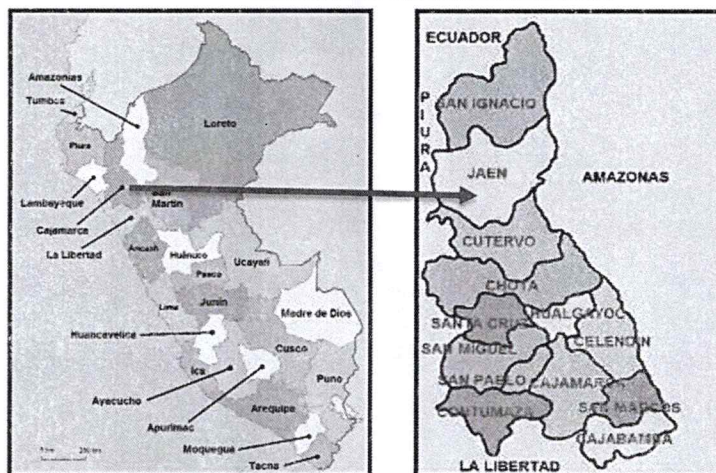 Amazonias
Tumbes
Loreto
Piura
San
Martin
Lambayeque
Cajamarca
La Libertad
Ancash
Huánuco
Ucayali
Pasco
Lima
Junín
Madre de Dios
Huancavelica
Cusco
Ica
Puno
Ayacucho
Apurimac
Arequipa
Moquegua
Tacna
ECUADOR
PIURA
SAN IGNACIO
JAEN
AMAZONAS
CUTERVO
CHOTA
SANTA CRUZ
HUALGAYOC
CELENDIN
SAN MIGUEL
SAN PABLO
CAJAMARCA
CONTUMAZA
SAN MARCOS
CAJABAMBA
LA LIBERTAD